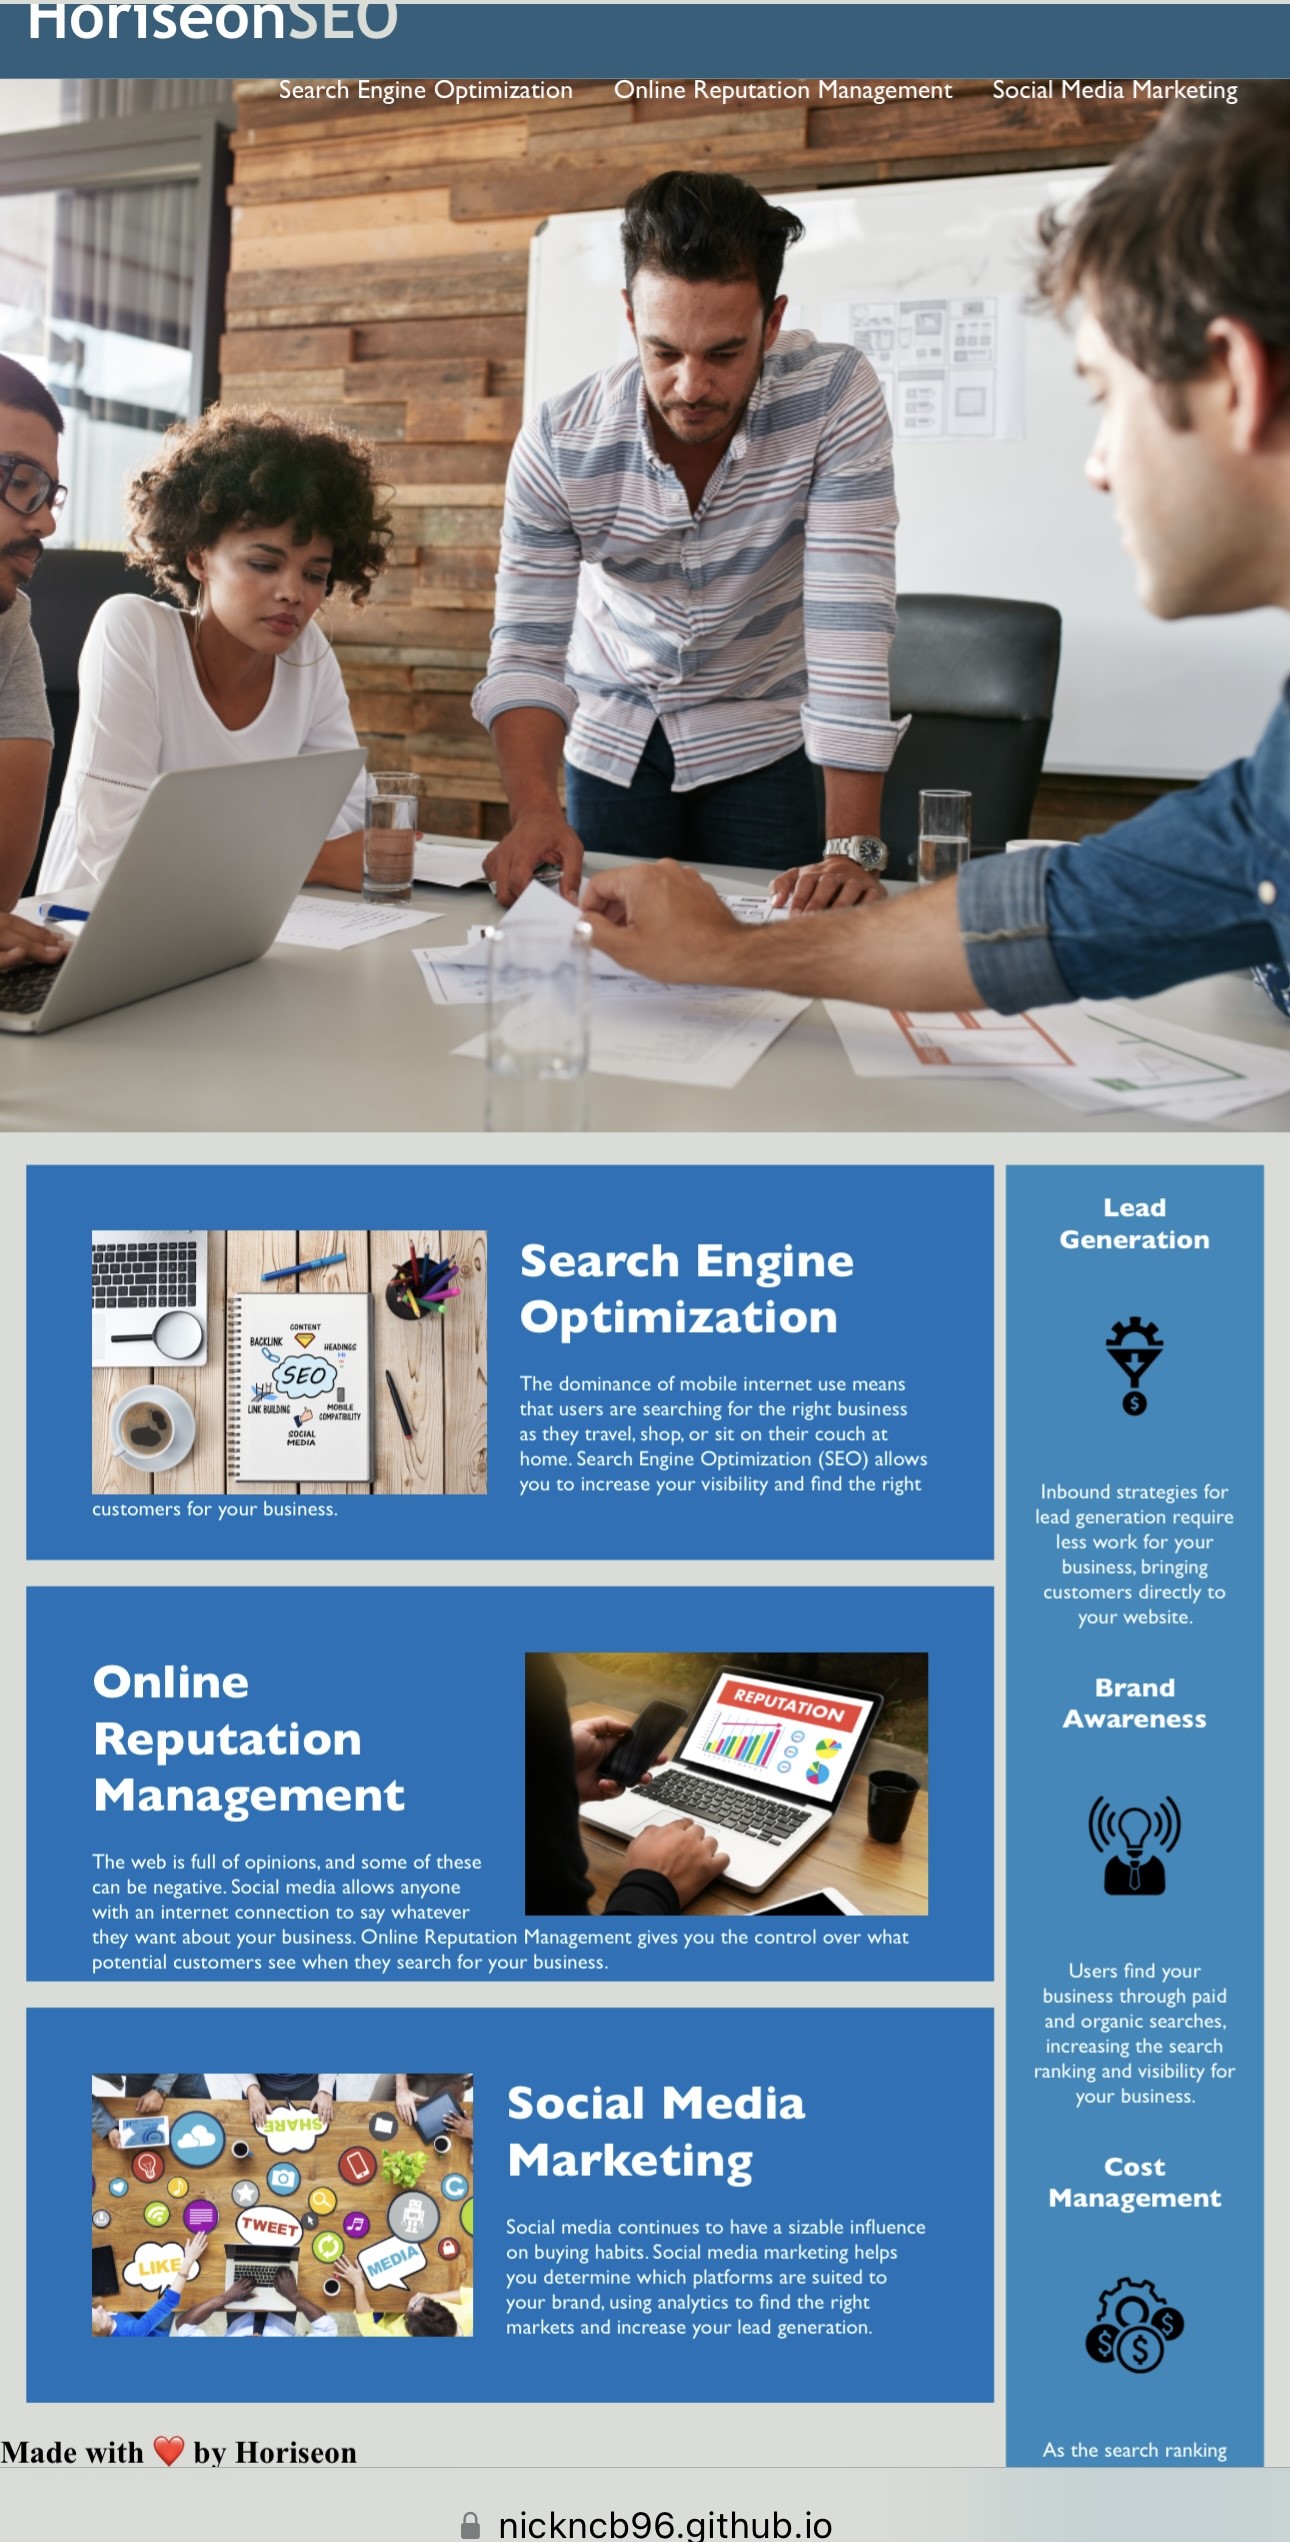 HoriseonSEO
Search Engine Optimization Online Reputation Management Social Media Marketing
Search Engine
Optimization
CONTENT
BACKLINK
HEADINGS
SEO
LINK BUILDING
MOBILE
COMPATIBILITY
SOCIAL
MEDIA
The dominance of mobile internet use means
that users are searching for the right business
as they travel, shop, or sit on their couch at
home. Search Engine Optimization (SEO) allows
you to increase your visibility and find the right
customers for your business.
Online
Reputation
Management
REPUTATION
The web is full of opinions, and some of these
can be negative. Social media allows anyone
with an internet connection to say whatever
they want about your business. Online Reputation Management gives you the control over what
potential customers see when they search for your business.
Social Media
Marketing
SHARE
TWEET
LIKE
MEDIA
Social media continues to have a sizable influence
on buying habits. Social media marketing helps
you determine which platforms are suited to
your brand, using analytics to find the right
markets and increase your lead generation.
Lead
Generation
$
Inbound strategies for
lead generation require
less work for your
business, bringing
customers directly to
your website.
Brand
Awareness
Users find your
business through paid
and organic searches,
increasing the search
ranking and visibility for
your business.
Cost
Management
$
$ $
As the search ranking
Made with ❤️ by Horiseon
nickncb96.github.io